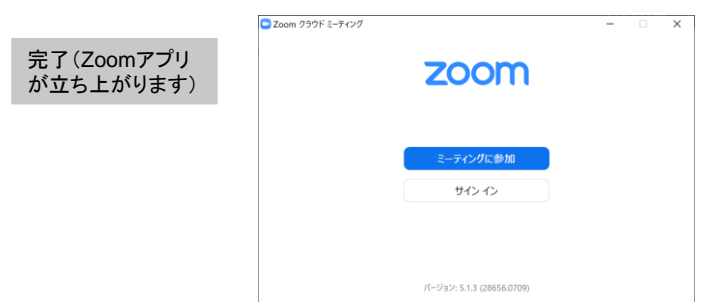 完了（Zoomアプリ
が立ち上がります）
Zoom クラウド ミーティング
zoom
ミーティングに参加
サイン イン
バージョン: 5.1.3 (28656.0709)